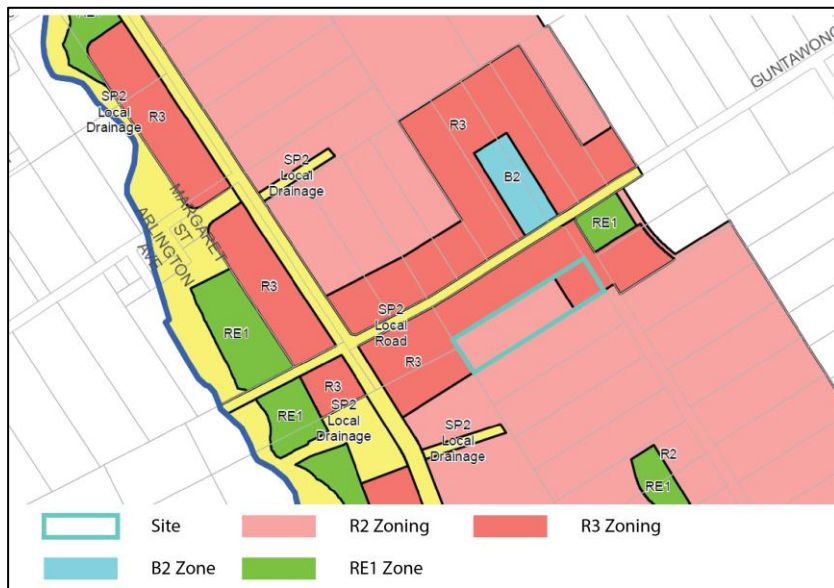 RE1
GUNTAWONG
R3
SP2
Local
Drainage
R3
SP2
Local
Drainage
B2
MARGARET
ST
ARLINGTON
AVE
RE1
R3
RE1
SP2
Local
Road
R3
R3
RE1
SP2
Local
Drainage
SP2
Local
Drainage
R2
RE1
Site
R2 Zoning
R3 Zoning
B2 Zone
RE1 Zone